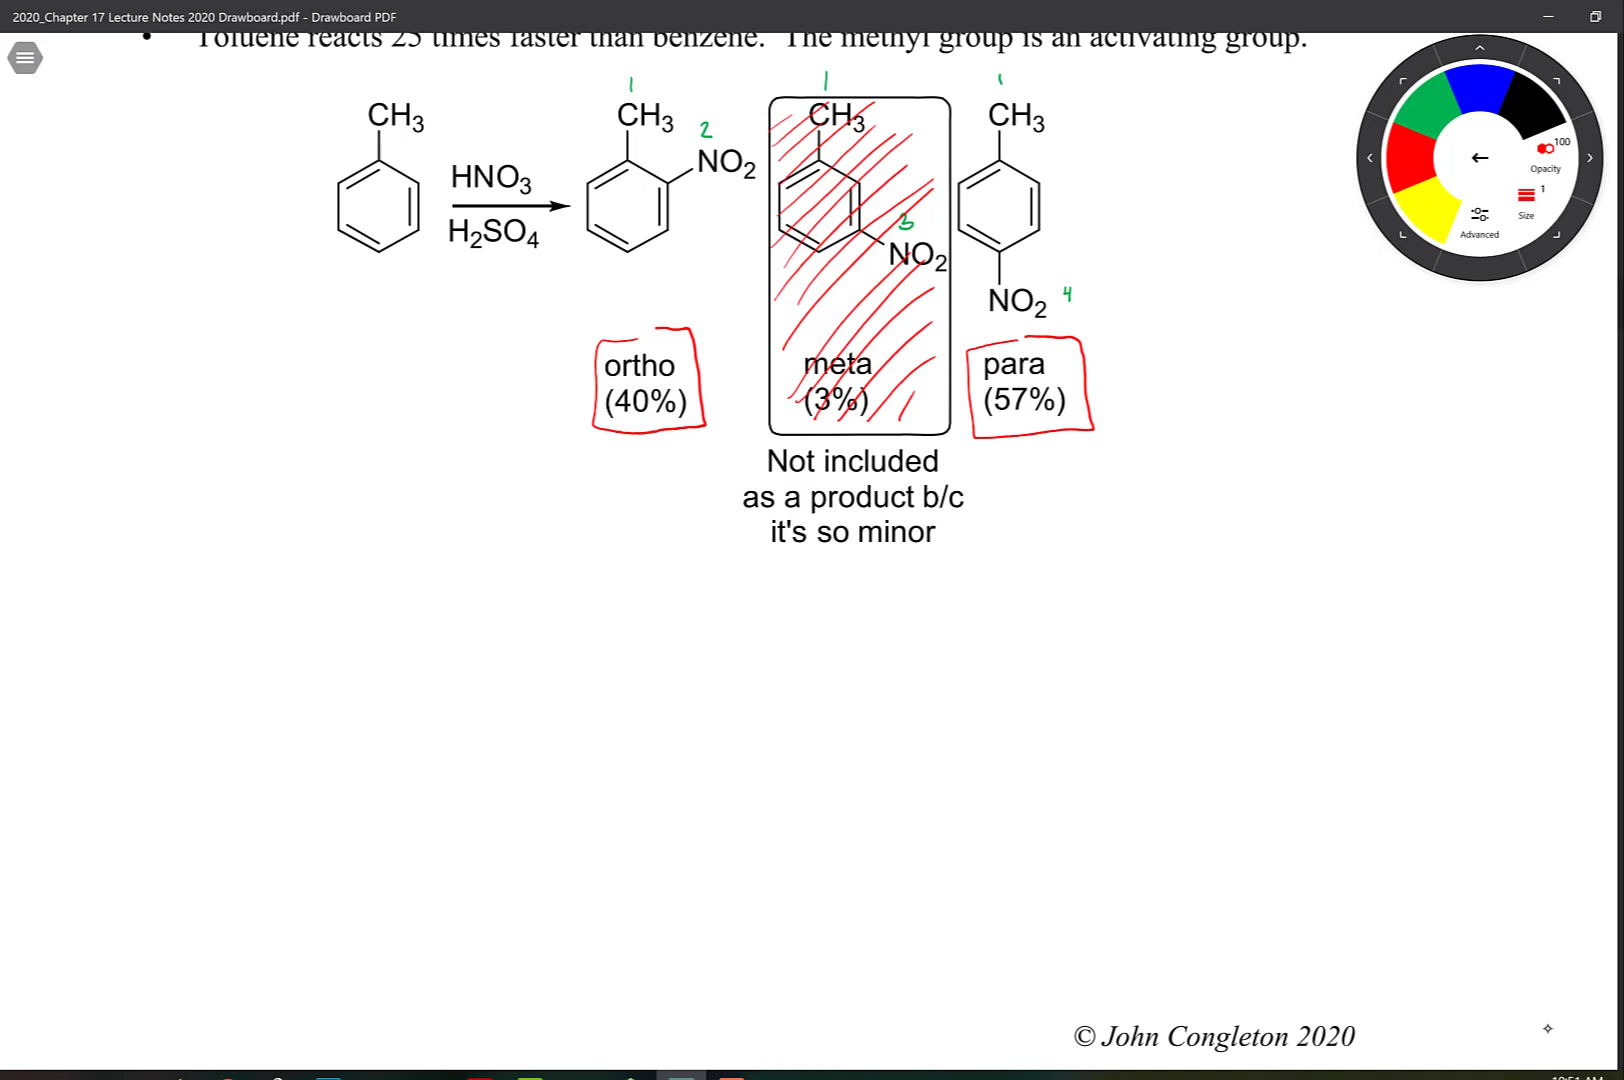 2020_Chapter 17 Lecture Notes 2020 Drawboard.pdf - Drawboard PDF
• Toluene reacts 25 times faster than benzene. The methyl group is an activating group.
1 1 1
CH3 CH3 2 CH3 CH3
NO2
HNO3
H2SO4
3
NO2
NO2 4
ortho meta para
(40%) (3%) (57%)
Not included
as a product b/c
it's so minor
100
Opacity
1
Size
Advanced
© John Congleton 2020